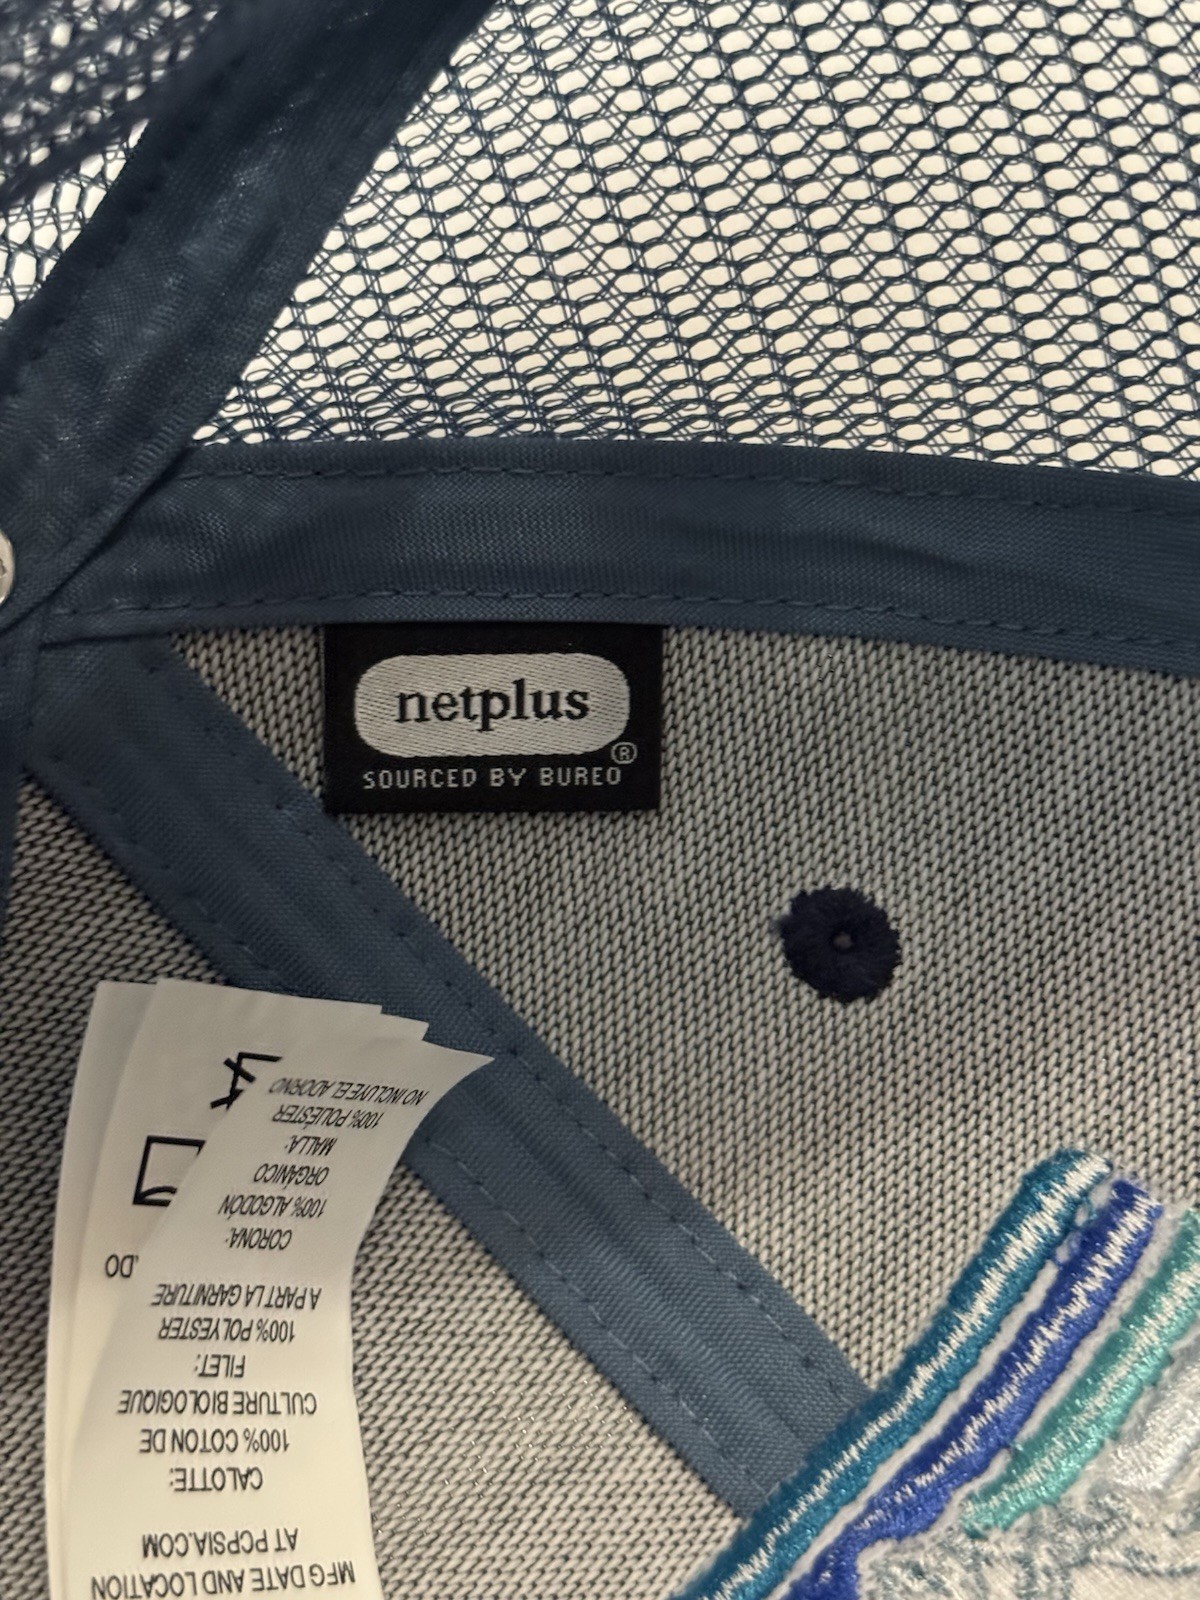 netplus
®
SOURCED BY BUREO
MFG DATE AND LOCATION
AT PCPSIA.COM
CALOTTE:
100% COTON DE
CULTURE BIOLOGIQUE
FILET:
100% POLYESTER
A PART LA GARNITURE
CORONA:
100% ALGODÓN
ORGÁNICO
MALLA:
100% POLIÉSTER
NO INCLUYE EL ADORNO
.DO